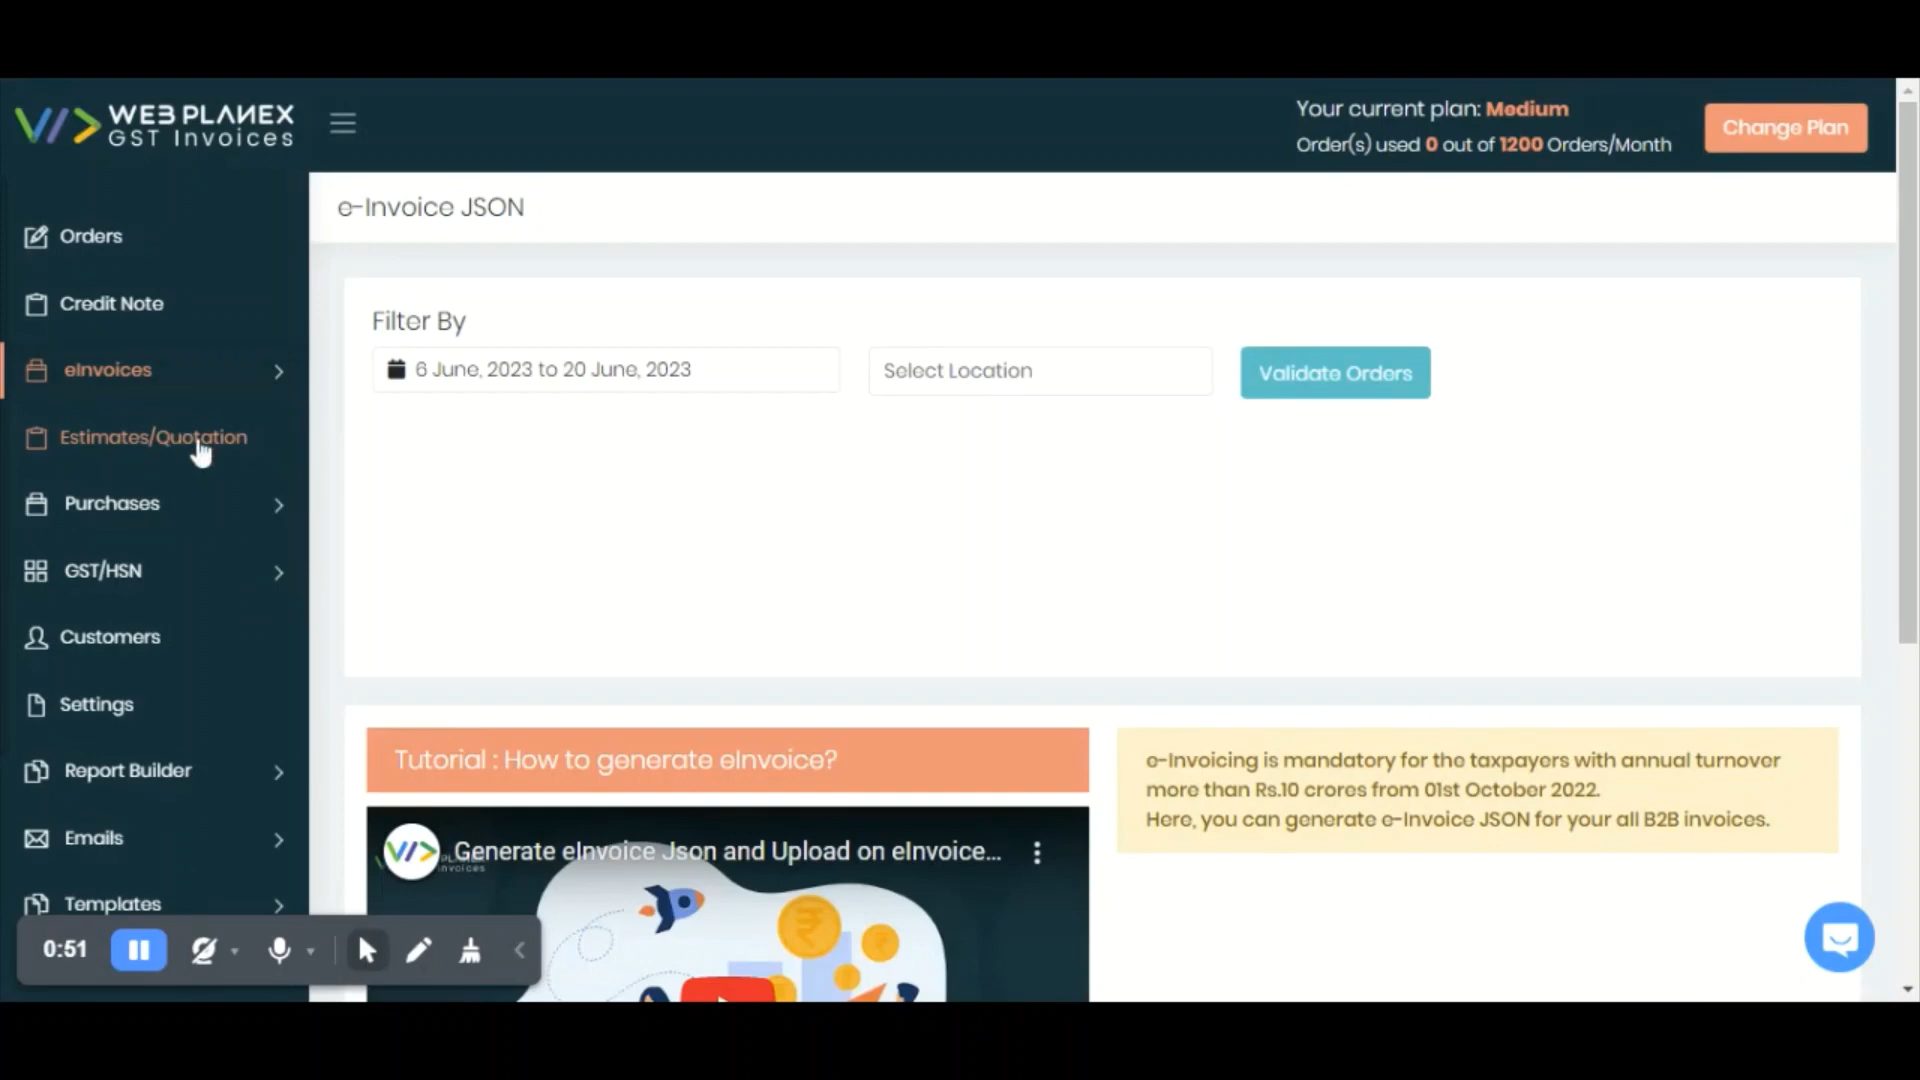 WEB PLANEX
GST Invoices
Your current plan: Medium
Order(s) used 0 out of 1200 Orders/Month
Change Plan
e-Invoice JSON
Orders
Credit Note
eInvoices
Estimates/Quotation
Purchases
GST/HSN
Customers
Settings
Report Builder
Emails
Templates
Filter By
6 June, 2023 to 20 June, 2023
Select Location
Validate Orders
Tutorial : How to generate eInvoice?
Generate eInvoice Json and Upload on eInvoice...
e-Invoicing is mandatory for the taxpayers with annual turnover
more than Rs.10 crores from 01st October 2022.
Here, you can generate e-Invoice JSON for your all B2B invoices.
0:51